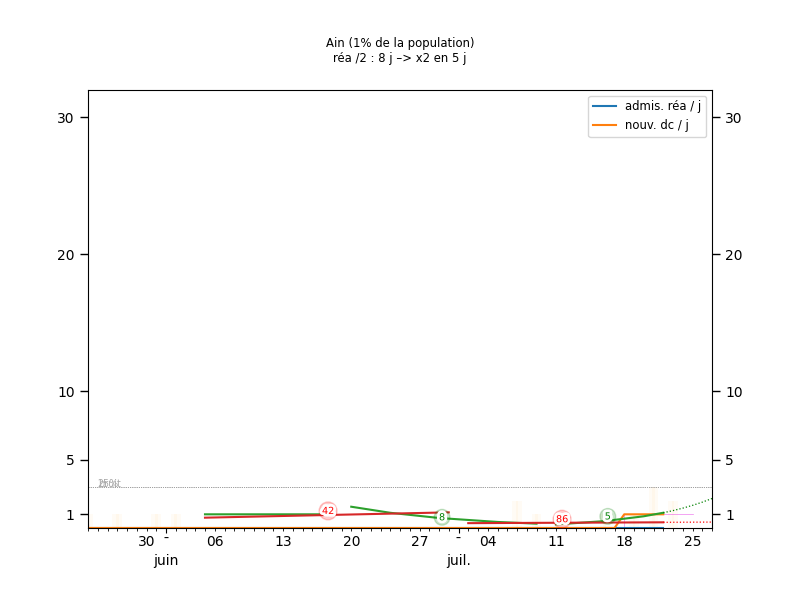 Ain (1% de la population)
réa /2 : 8 j –> x2 en 5 j
admis. réa / j
nouv. dc / j
30
30
20
20
10
10
5
5
1
1
42
8
86
5
30 - 06 13 20 27 - 04 11 18 25
juin juil.